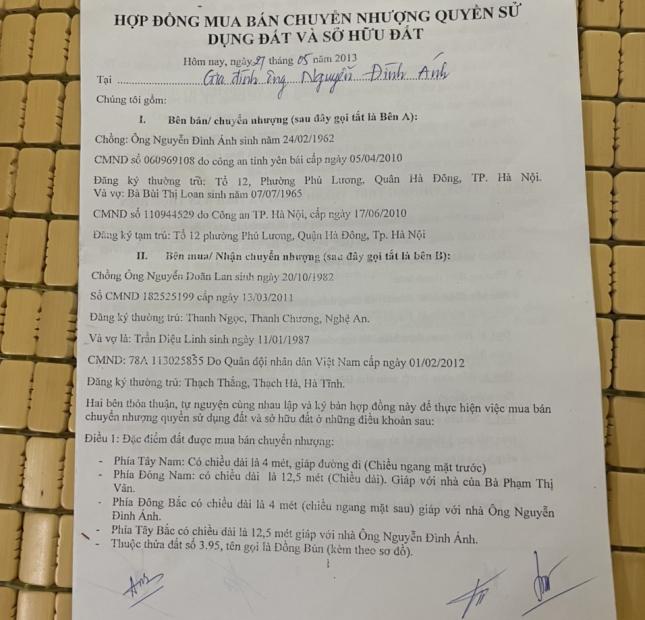 HỢP ĐỒNG MUA BÁN CHUYỂN NHƯỢNG QUYỀN SỬ
DỤNG ĐẤT VÀ SỞ HỮU ĐẤT
Hôm nay, ngày 27 tháng 05 năm 2013
Tại .......... Gia đình ông Nguyễn Đình Ánh
Chúng tôi gồm:
I. Bên bán/ chuyển nhượng (sau đây gọi tắt là Bên A):
Chồng: Ông Nguyễn Đình Ánh sinh năm 24/02/1962
CMND số 060969108 do công an tỉnh yên bái cấp ngày 05/04/2010
Đăng ký thường trú: Tổ 12, Phường Phú Lương, Quân Hà Đông, TP. Hà Nội.
Và vợ: Bà Bùi Thị Loan sinh năm 07/07/1965
CMND số 110944529 do Công an TP. Hà Nội, cấp ngày 17/06/2010
Đăng ký tạm trú: Tổ 12 phường Phú Lương, Quận Hà Đông, Tp. Hà Nội
II. Bên mua/ Nhận chuyển nhượng (sau đây gọi tắt là bên B):
Chồng Ông Nguyễn Doãn Lan sinh ngày 20/10/1982
Số CMND 182525199 cấp ngày 13/03/2011
Đăng ký thường trú: Thanh Ngọc, Thanh Chương, Nghệ An.
Và vợ là: Trần Diệu Linh sinh ngày 11/01/1987
CMND: 78A 113025855 Do Quân đội nhân dân Việt Nam cấp ngày 01/02/2012
Đăng ký thường trú: Thạch Thắng, Thạch Hà, Hà Tĩnh.
Hai bên thỏa thuận, tự nguyện cùng nhau lập và ký bản hợp đồng này để thực hiện việc mua bán
chuyển nhượng quyền sử dụng đất và sở hữu đất ở những điều khoản sau:
Điều 1: Đặc điểm đất được mua bán chuyển nhượng:
- Phía Tây Nam: Có chiều dài là 4 mét, giáp đường đi (Chiều ngang mặt trước)
- Phía Đông Nam: có chiều dài là 12,5 mét (Chiều dài). Giáp với nhà của Bà Phạm Thị
Vân.
- Phía Đông Bắc có chiều dài là 4 mét (chiều ngang mặt sau) giáp với nhà Ông Nguyễn
Đình Ánh.
- Phía Tây Bắc có chiều dài là 12,5 mét giáp với nhà Ông Nguyễn Đình Ánh.
- Thuộc thửa đất số 3.95, tên gọi là Đồng Bún (kèm theo sơ đồ).
Ánh